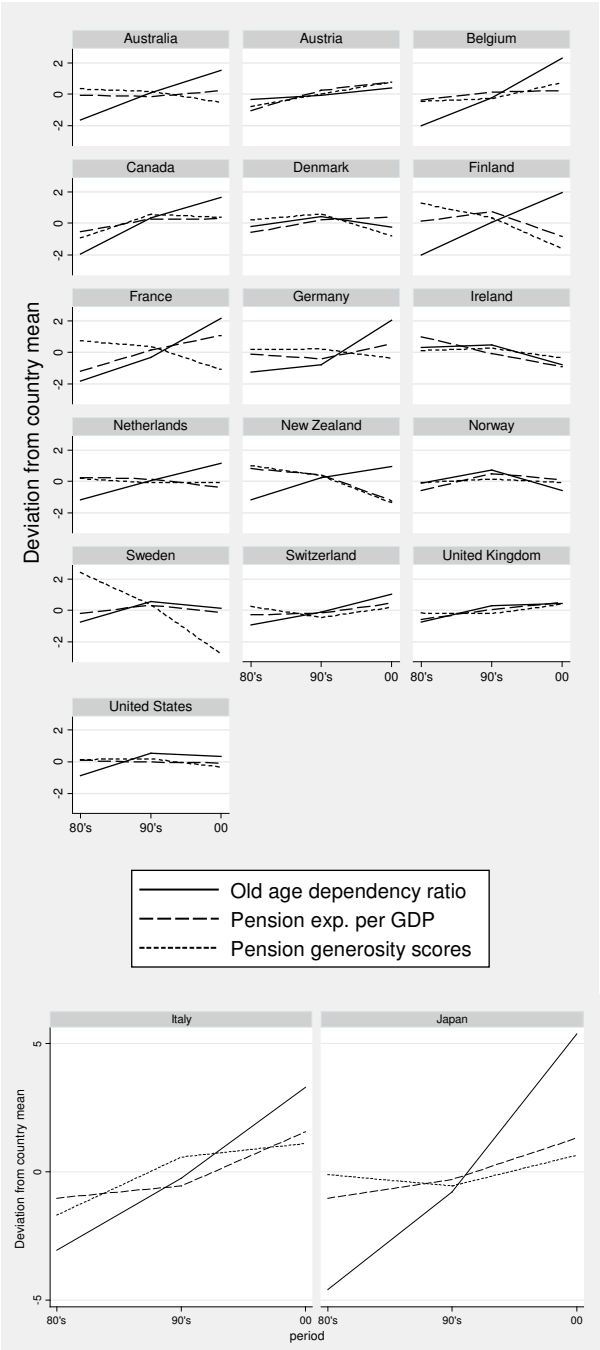 Deviation from country mean
Australia Austria Belgium
2
0
-2
Canada Denmark Finland
2
0
-2
France Germany Ireland
2
0
-2
Netherlands New Zealand Norway
2
0
-2
Sweden Switzerland United Kingdom
2
0
-2
80's 90's 00 80's 90's 00
United States
2
0
-2
80's 90's 00
Old age dependency ratio
Pension exp. per GDP
Pension generosity scores
Italy Japan
Deviation from country mean
5
0
-5
80's 90's 00 80's 90's 00
period